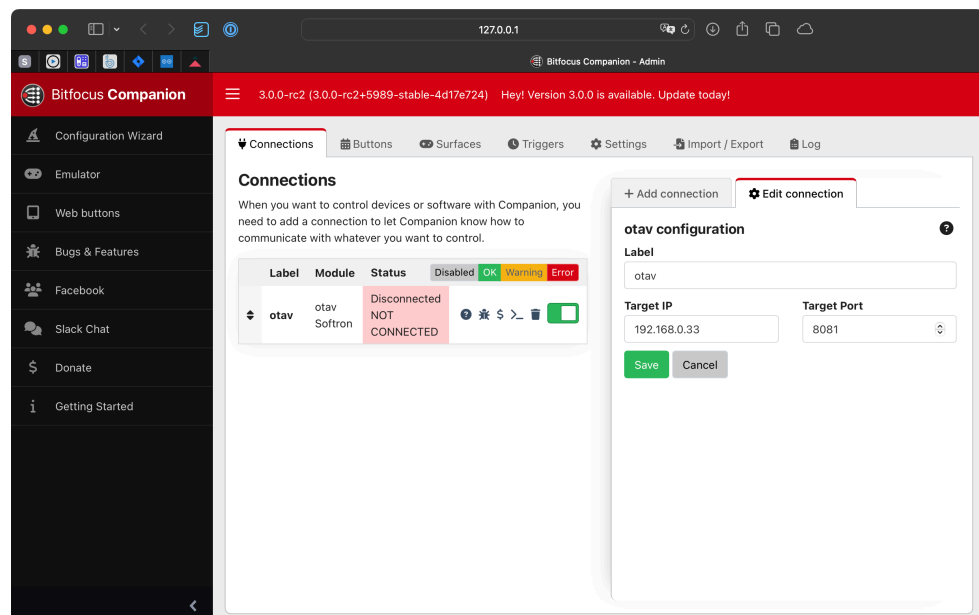 127.0.0.1
Bitfocus Companion - Admin
Bitfocus Companion
3.0.0-rc2 (3.0.0-rc2+5989-stable-4d17e724) Hey! Version 3.0.0 is available. Update today!
Configuration Wizard
Emulator
Web buttons
Bugs & Features
Facebook
Slack Chat
Donate
Getting Started
Connections Buttons Surfaces Triggers Settings Import / Export Log
Connections
When you want to control devices or software with Companion, you
need to add a connection to let Companion know how to
communicate with whatever you want to control.
Label Module Status Disabled OK Warning Error
otav otav Softron Disconnected NOT CONNECTED
+ Add connection Edit connection
otav configuration
Label
otav
Target IP Target Port
192.168.0.33 8081
Save Cancel